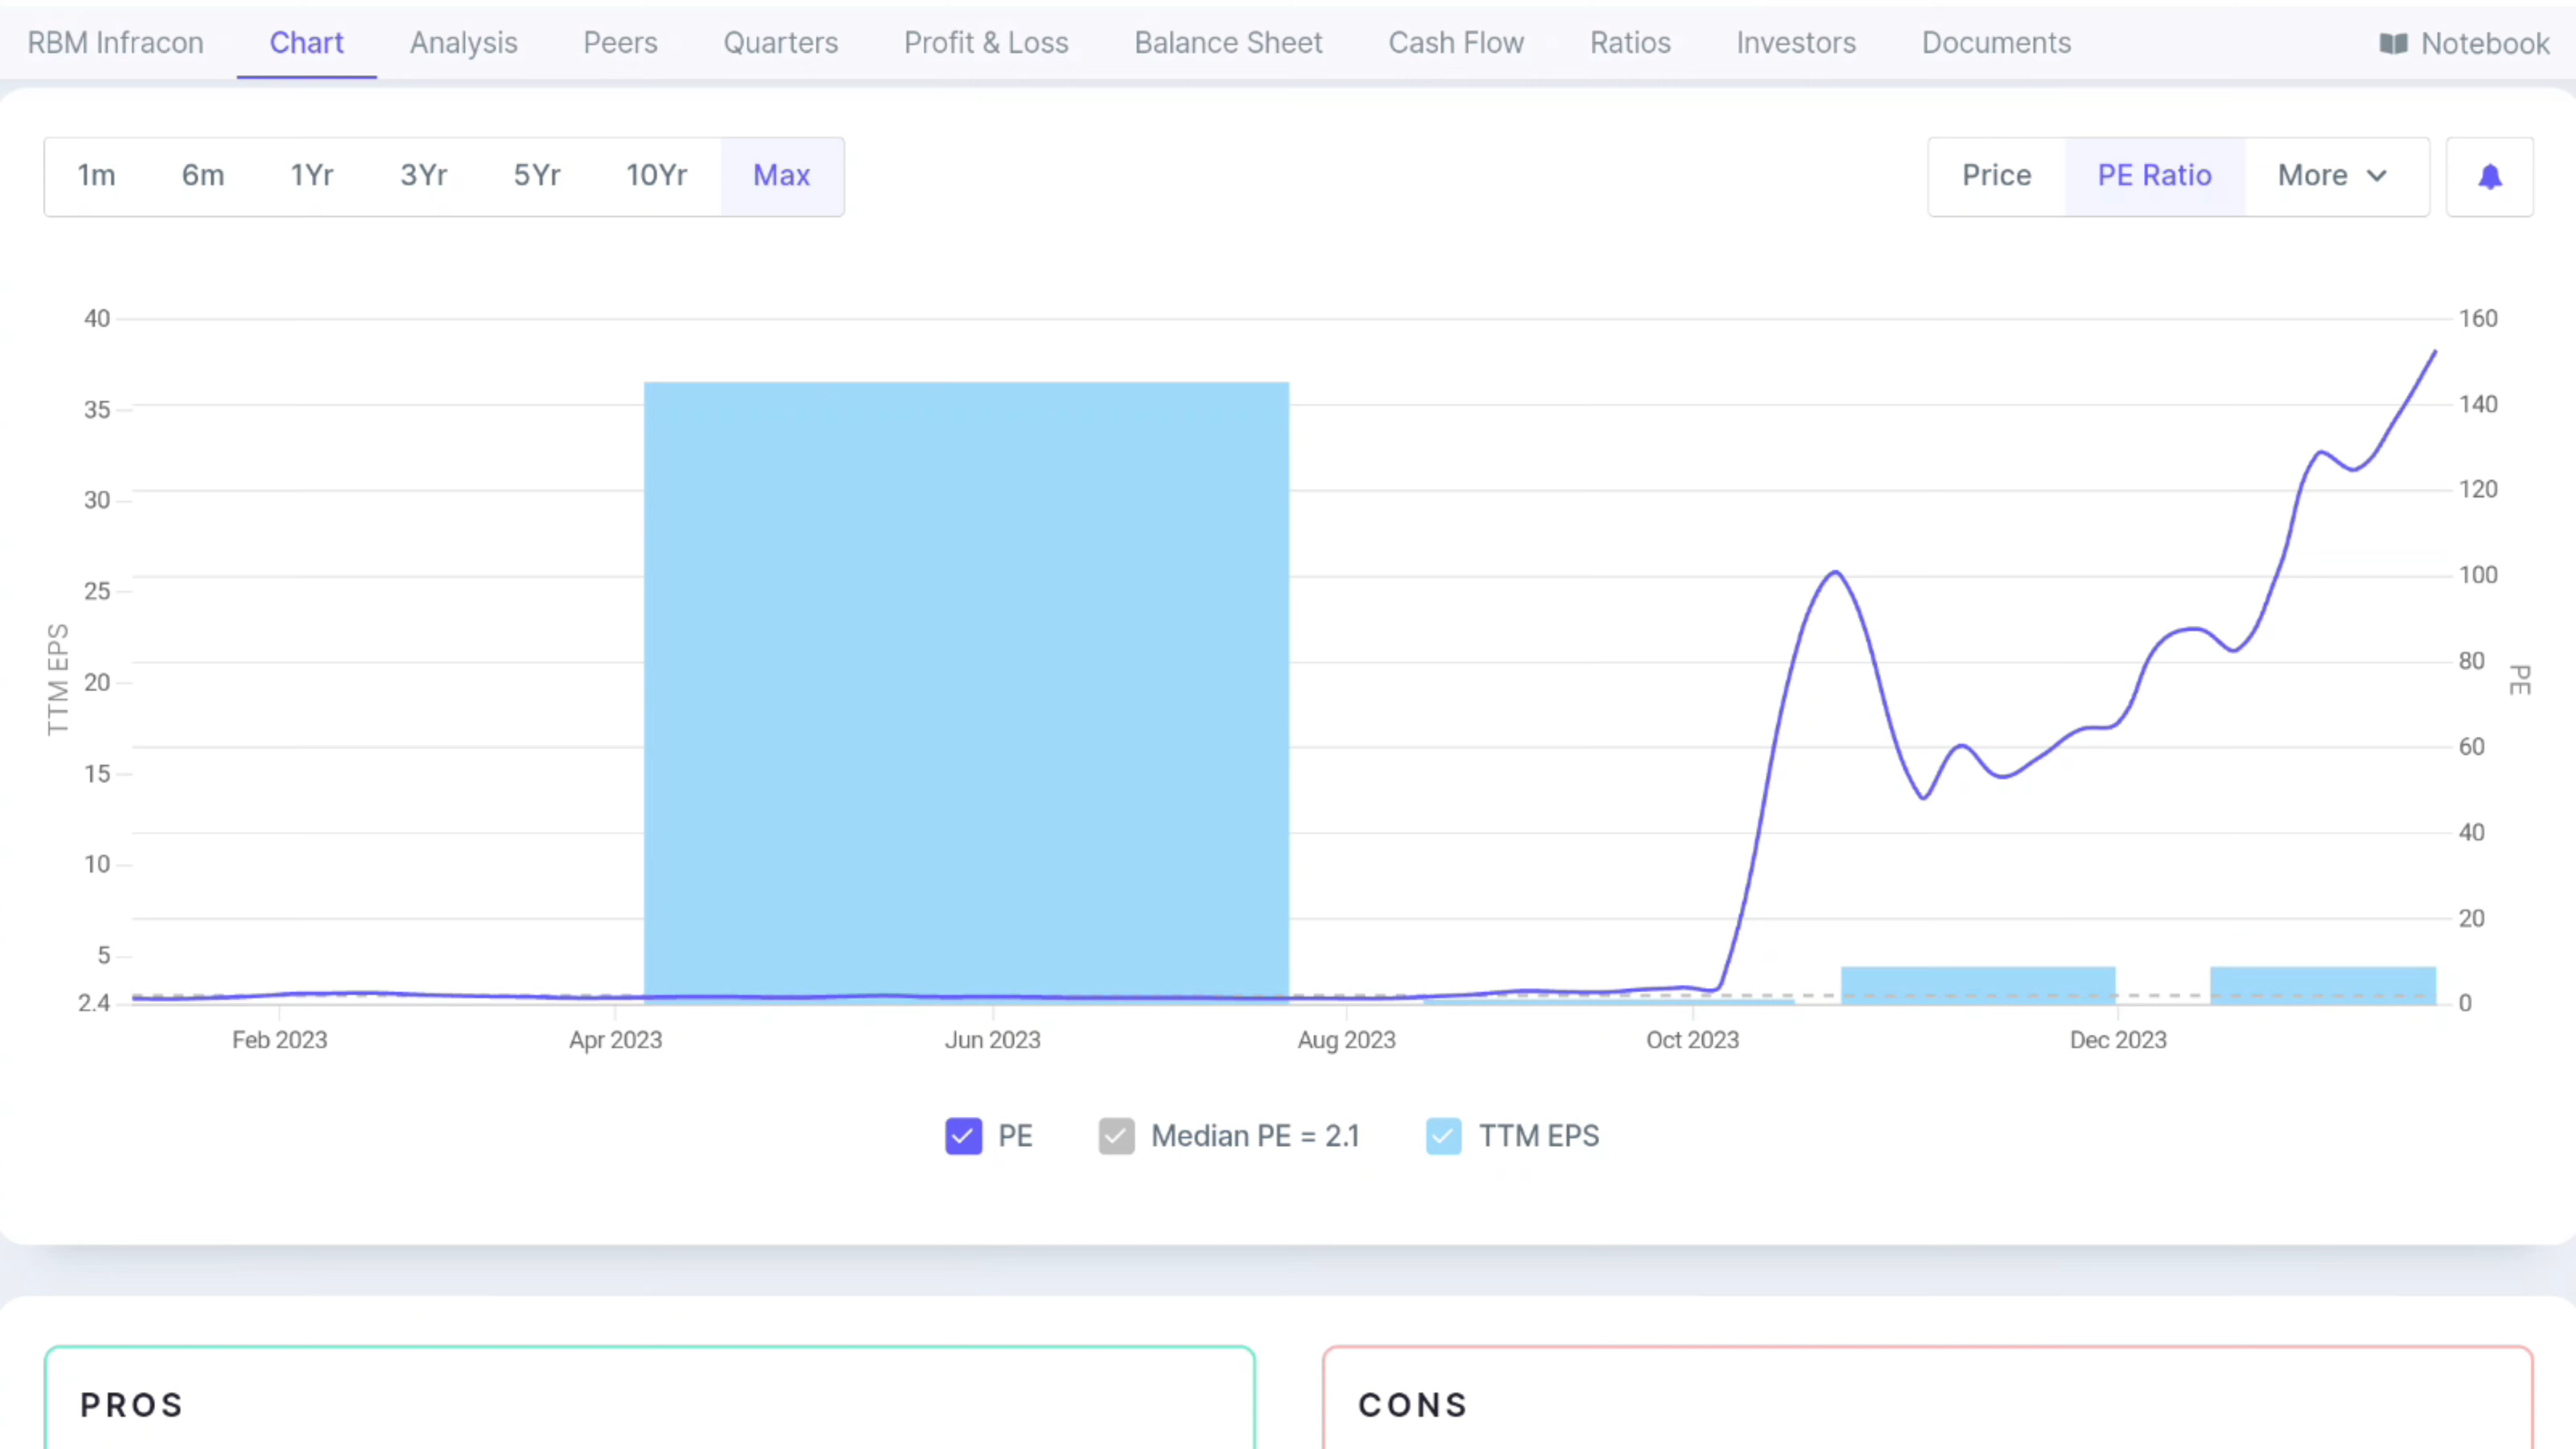 RBM Infracon Chart Analysis Peers Quarters Profit & Loss Balance Sheet Cash Flow Ratios Investors Documents Notebook
1m 6m 1Yr 3Yr 5Yr 10Yr Max Price PE Ratio More
40 160
35 140
30 120
25 100
20 80
15 60
10 40
5 20
2.4 0
TTM EPS
PE
Feb 2023 Apr 2023 Jun 2023 Aug 2023 Oct 2023 Dec 2023
PE Median PE = 2.1 TTM EPS
PROS CONS